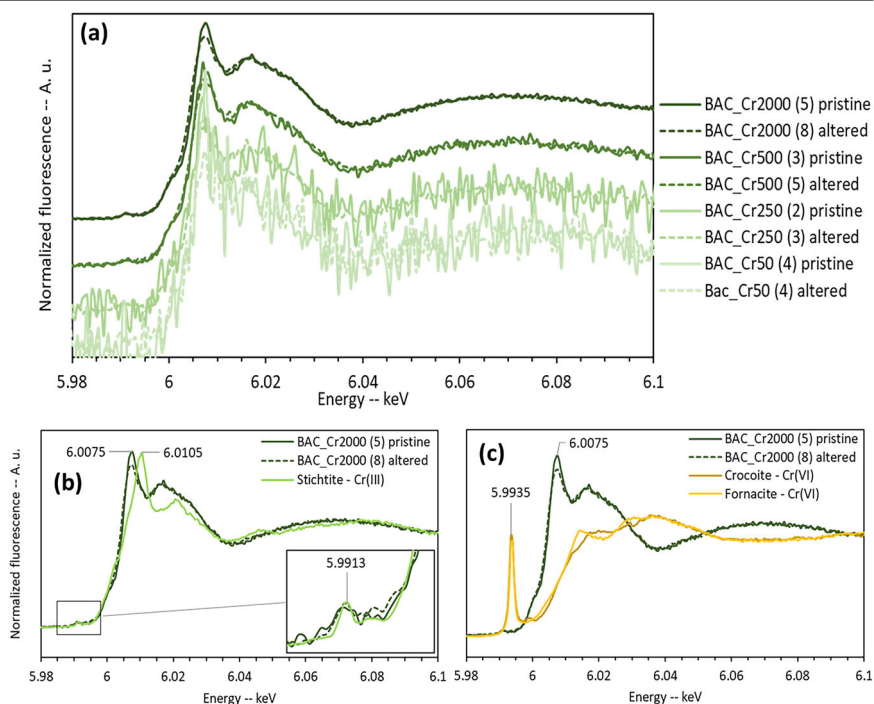 (a)
Normalized fluorescence -- A. u.
BAC_Cr2000 (5) pristine
BAC_Cr2000 (8) altered
BAC_Cr500 (3) pristine
BAC_Cr500 (5) altered
BAC_Cr250 (2) pristine
BAC_Cr250 (3) altered
BAC_Cr50 (4) pristine
Bac_Cr50 (4) altered
5.98 6 6.02 6.04 6.06 6.08 6.1
Energy -- keV
(b)
Normalized fluorescence -- A. u.
6.0075 6.0105
BAC_Cr2000 (5) pristine
BAC_Cr2000 (8) altered
Stichtite - Cr(III)
5.9913
5.98 6 6.02 6.04 6.06 6.08 6.1
Energy -- keV
(c)
6.0075
5.9935
BAC_Cr2000 (5) pristine
BAC_Cr2000 (8) altered
Crocoite - Cr(VI)
Fornacite - Cr(VI)
5.98 6 6.02 6.04 6.06 6.08 6.1
Energy -- keV